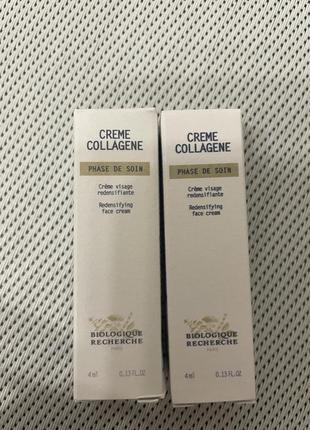 CREME
COLLAGENE
PHASE DE SOIN
Crème visage
redensifiante
Redensifying
face cream
BIOLOGIQUE
RECHERCHE
PARIS
4 ml 0.13 FL.OZ
CREME
COLLAGENE
PHASE DE SOIN
Crème visage
redensifiante
Redensifying
face cream
BIOLOGIQUE
RECHERCHE
PARIS
4 ml 0.13 FL.OZ